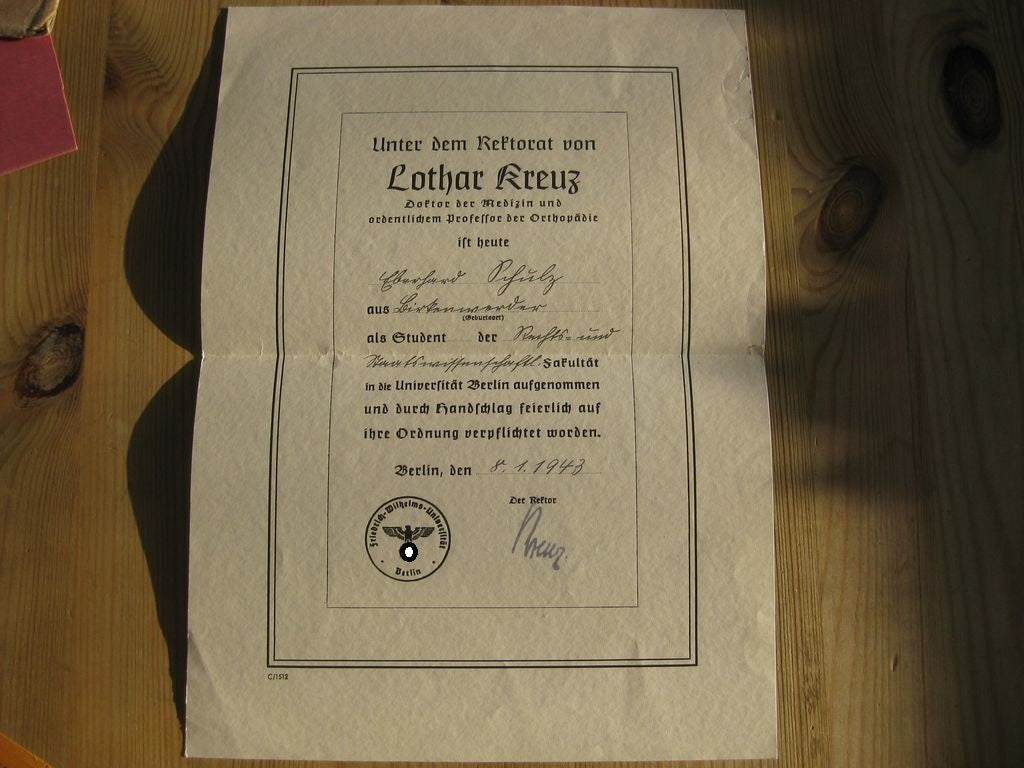 Unter dem Rektorat von
Lothar Kreuz
Doktor der Medizin und
ordentlichem Professor der Orthopädie
ist heute
Eberhard Schulz
aus Birkenwerder
(Geburtsort)
als Student der Rechts- und
Staatswissenschaftl. Fakultät
in die Universität Berlin aufgenommen
und durch Handschlag feierlich auf
ihre Ordnung verpflichtet worden.
Berlin, den 8.1.1943
Der Rektor
Kreuz.
Friedrich-Wilhelms-Universität
Berlin
C/1512